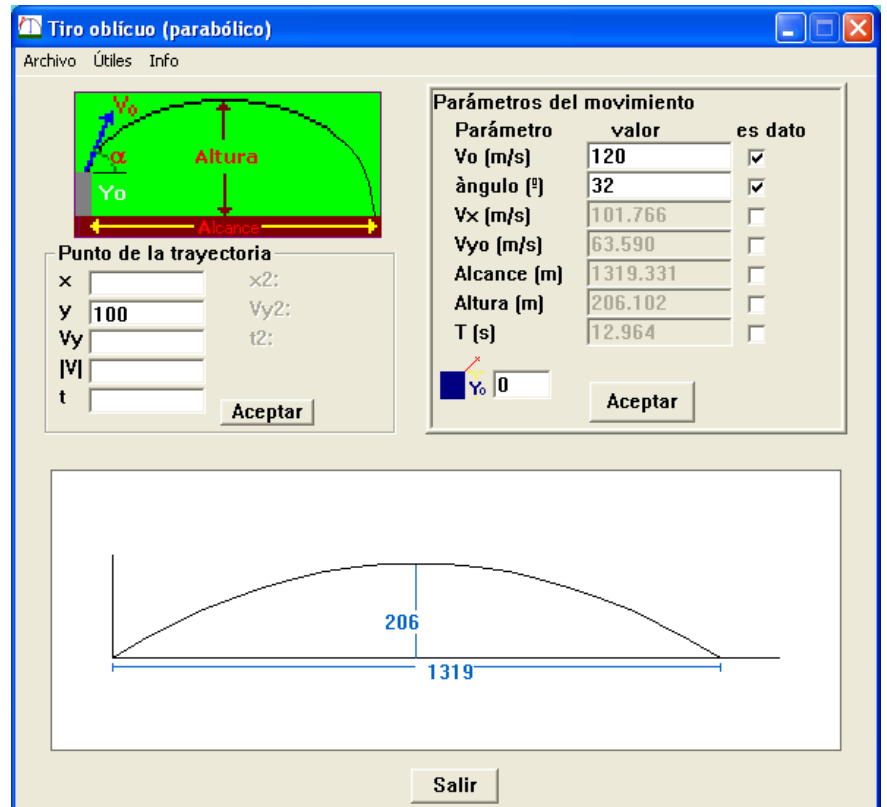 Tiro oblícuo (parabólico)
Archivo Útiles Info
Vo
α
Altura
Yo
Alcance
Parámetros del movimiento
Parámetro valor es dato
Vo (m/s) 120
àngulo (º) 32
Vx (m/s) 101.766
Vyo (m/s) 63.590
Alcance (m) 1319.331
Altura (m) 206.102
T (s) 12.964
Yo 0
Aceptar
Punto de la trayectoria
x x2:
y 100 Vy2:
Vy t2:
|V|
t
Aceptar
206
1319
Salir